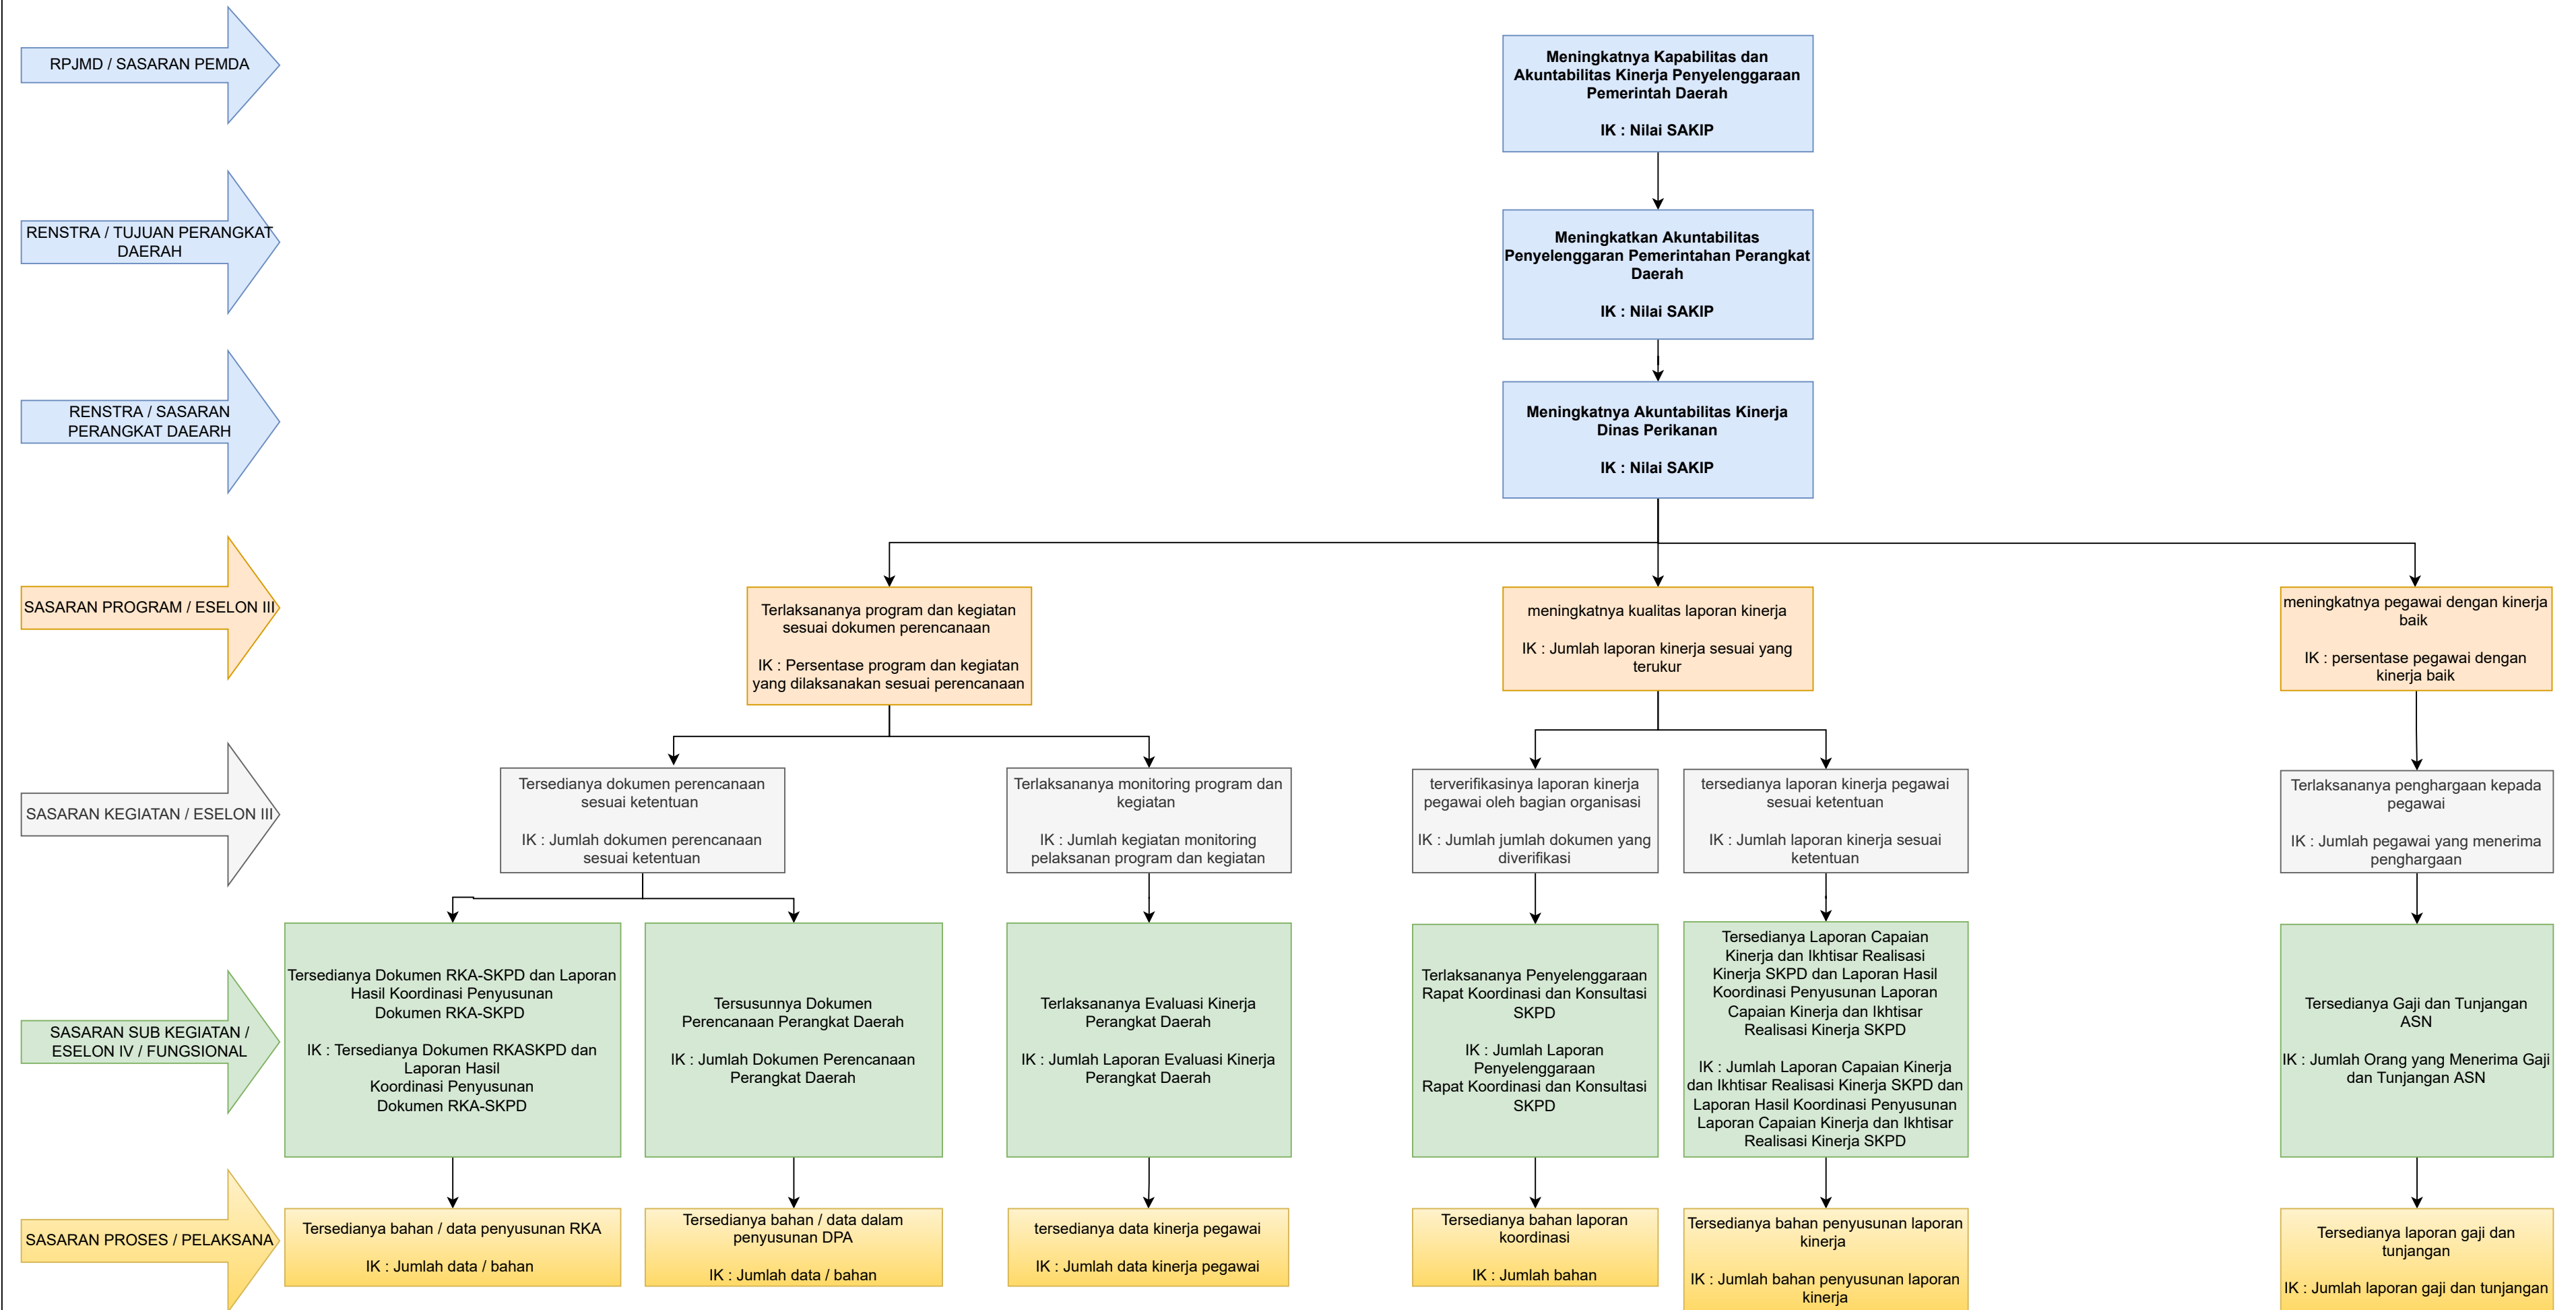 RPJMD / SASARAN PEMDA
Meningkatnya Kapabilitas dan
Akuntabilitas Kinerja Penyelenggaraan
Pemerintah Daerah
IK : Nilai SAKIP
RENSTRA / TUJUAN PERANGKAT
DAERAH
Meningkatkan Akuntabilitas
Penyelenggaran Pemerintahan Perangkat
Daerah
IK : Nilai SAKIP
RENSTRA / SASARAN
PERANGKAT DAEARH
Meningkatnya Akuntabilitas Kinerja
Dinas Perikanan
IK : Nilai SAKIP
SASARAN PROGRAM / ESELON III
Terlaksananya program dan kegiatan
sesuai dokumen perencanaan
IK : Persentase program dan kegiatan
yang dilaksanakan sesuai perencanaan
meningkatnya kualitas laporan kinerja
IK : Jumlah laporan kinerja sesuai yang
terukur
meningkatnya pegawai dengan kinerja
baik
IK : persentase pegawai dengan
kinerja baik
SASARAN KEGIATAN / ESELON III
Tersedianya dokumen perencanaan
sesuai ketentuan
IK : Jumlah dokumen perencanaan
sesuai ketentuan
Terlaksananya monitoring program dan
kegiatan
IK : Jumlah kegiatan monitoring
pelaksanan program dan kegiatan
terverifikasinya laporan kinerja
pegawai oleh bagian organisasi
IK : Jumlah jumlah dokumen yang
diverifikasi
tersedianya laporan kinerja pegawai
sesuai ketentuan
IK : Jumlah laporan kinerja sesuai
ketentuan
Terlaksananya penghargaan kepada
pegawai
IK : Jumlah pegawai yang menerima
penghargaan
SASARAN SUB KEGIATAN /
ESELON IV / FUNGSIONAL
Tersedianya Dokumen RKA-SKPD dan Laporan
Hasil Koordinasi Penyusunan
Dokumen RKA-SKPD
IK : Tersedianya Dokumen RKASKPD dan
Laporan Hasil
Koordinasi Penyusunan
Dokumen RKA-SKPD
Tersusunnya Dokumen
Perencanaan Perangkat Daerah
IK : Jumlah Dokumen Perencanaan
Perangkat Daerah
Terlaksananya Evaluasi Kinerja
Perangkat Daerah
IK : Jumlah Laporan Evaluasi Kinerja
Perangkat Daerah
Terlaksananya Penyelenggaraan
Rapat Koordinasi dan Konsultasi
SKPD
IK : Jumlah Laporan
Penyelenggaraan
Rapat Koordinasi dan Konsultasi
SKPD
Tersedianya Laporan Capaian
Kinerja dan Ikhtisar Realisasi
Kinerja SKPD dan Laporan Hasil
Koordinasi Penyusunan Laporan
Capaian Kinerja dan Ikhtisar
Realisasi Kinerja SKPD
IK : Jumlah Laporan Capaian Kinerja
dan Ikhtisar Realisasi Kinerja SKPD dan
Laporan Hasil Koordinasi Penyusunan
Laporan Capaian Kinerja dan Ikhtisar
Realisasi Kinerja SKPD
Tersedianya Gaji dan Tunjangan
ASN
IK : Jumlah Orang yang Menerima Gaji
dan Tunjangan ASN
SASARAN PROSES / PELAKSANA
Tersedianya bahan / data penyusunan RKA
IK : Jumlah data / bahan
Tersedianya bahan / data dalam
penyusunan DPA
IK : Jumlah data / bahan
tersedianya data kinerja pegawai
IK : Jumlah data kinerja pegawai
Tersedianya bahan laporan
koordinasi
IK : Jumlah bahan
Tersedianya bahan penyusunan laporan
kinerja
IK : Jumlah bahan penyusunan laporan
kinerja
Tersedianya laporan gaji dan
tunjangan
IK : Jumlah laporan gaji dan tunjangan